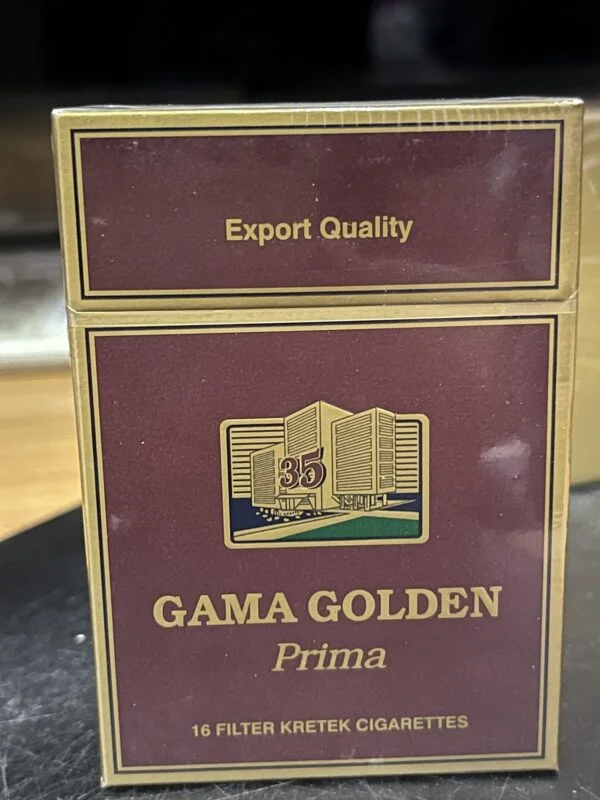 Export Quality
35
GAMA GOLDEN
Prima
16 FILTER KRETEK CIGARETTES